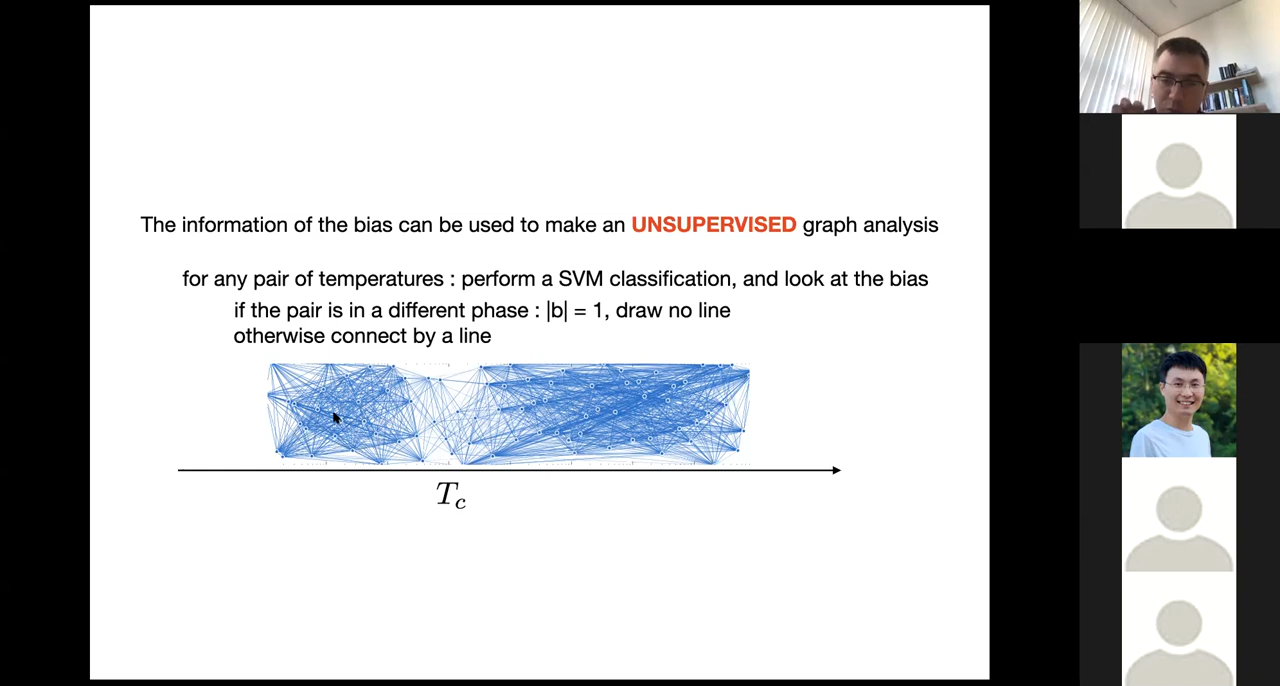 The information of the bias can be used to make an UNSUPERVISED graph analysis
for any pair of temperatures : perform a SVM classification, and look at the bias
if the pair is in a different phase : |b| = 1, draw no line
otherwise connect by a line
T_c